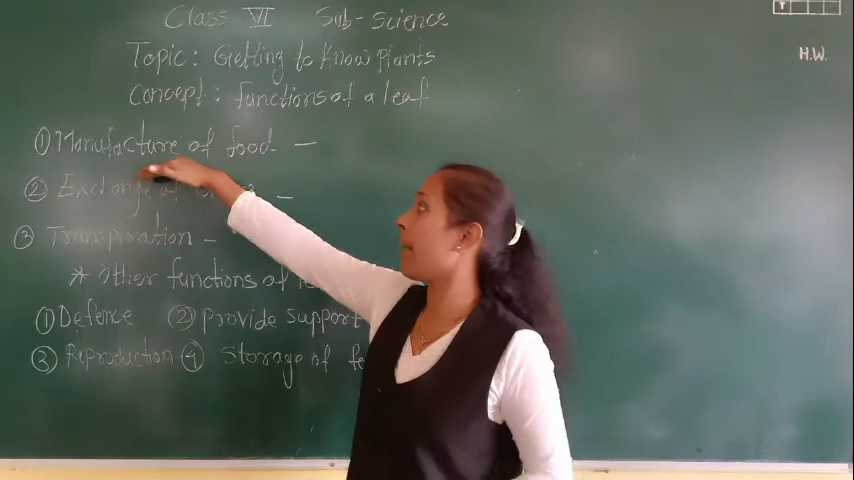 Class VI Sub-Science
T
H.W.
Topic: Getting to Know plants
Concept: functions of a leaf
① Manufacture of food -
② Exchange of -
③ Transpiration -
* other functions of
① Defence ② Provide Support
③ Reproduction ④ Storage of